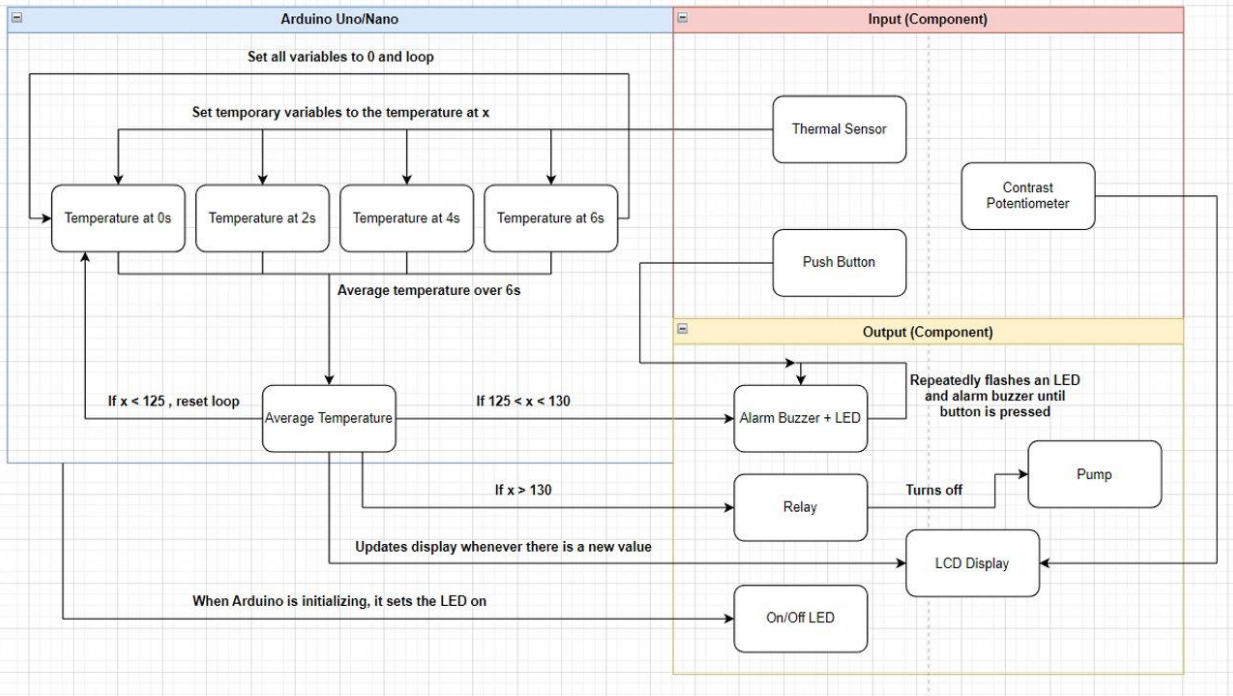 Arduino Uno/Nano
Input (Component)
Set all variables to 0 and loop
Set temporary variables to the temperature at x
Thermal Sensor
Contrast
Potentiometer
Temperature at 0s
Temperature at 2s
Temperature at 4s
Temperature at 6s
Push Button
Average temperature over 6s
Output (Component)
If x < 125 , reset loop
Average Temperature
If 125 < x < 130
Alarm Buzzer + LED
Repeatedly flashes an LED
and alarm buzzer until
button is pressed
If x > 130
Relay
Turns off
Pump
Updates display whenever there is a new value
LCD Display
When Arduino is initializing, it sets the LED on
On/Off LED